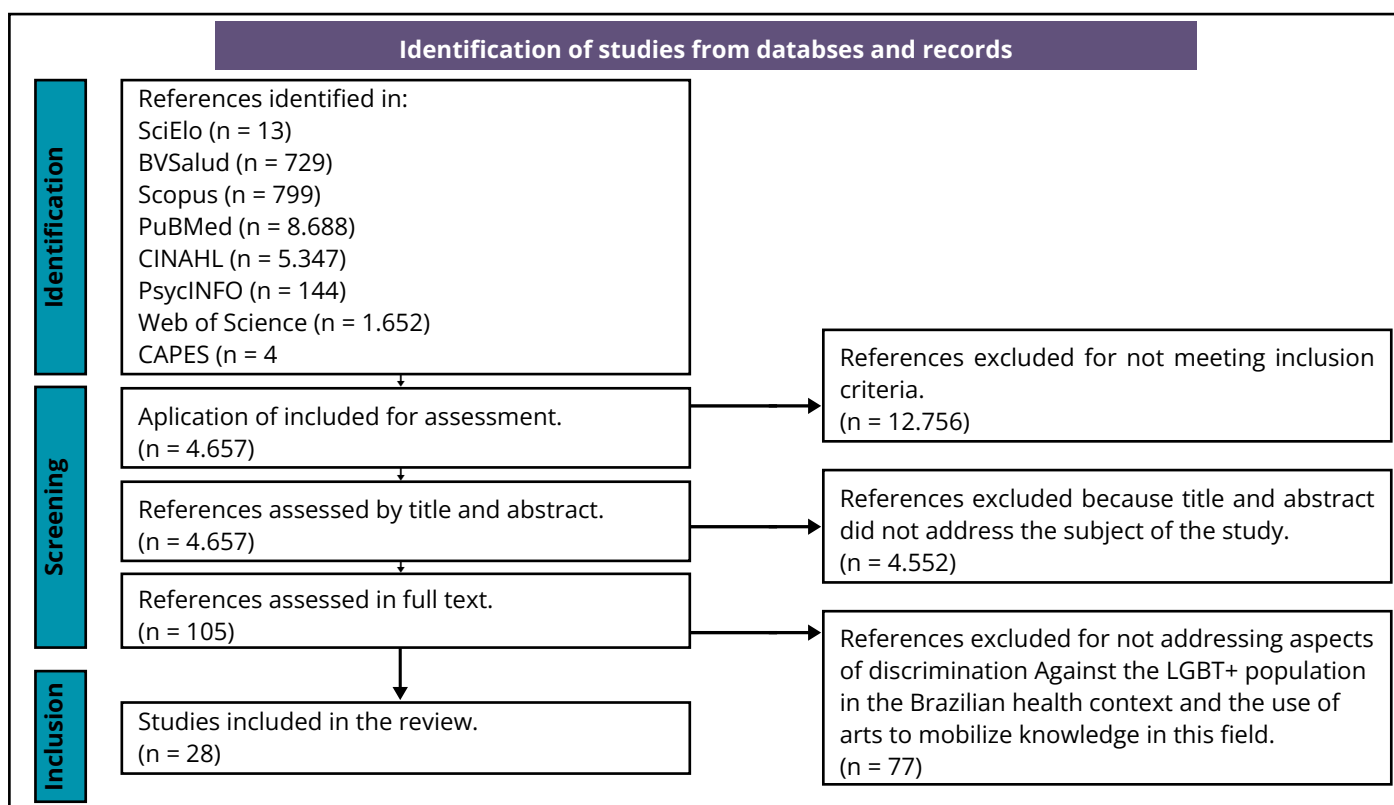 Identification of studies from databses and records
Identification
References identified in:
SciElo (n = 13)
BVSalud (n = 729)
Scopus (n = 799)
PuBMed (n = 8.688)
CINAHL (n = 5.347)
PsycINFO (n = 144)
Web of Science (n = 1.652)
CAPES (n = 4
References excluded for not meeting inclusion
criteria.
(n = 12.756)
Screening
Aplication of included for assessment.
(n = 4.657)
References assessed by title and abstract.
(n = 4.657)
References excluded because title and abstract
did not address the subject of the study.
(n = 4.552)
References assessed in full text.
(n = 105)
References excluded for not addressing aspects
of discrimination Against the LGBT+ population
in the Brazilian health context and the use of
arts to mobilize knowledge in this field.
(n = 77)
Inclusion
Studies included in the review.
(n = 28)